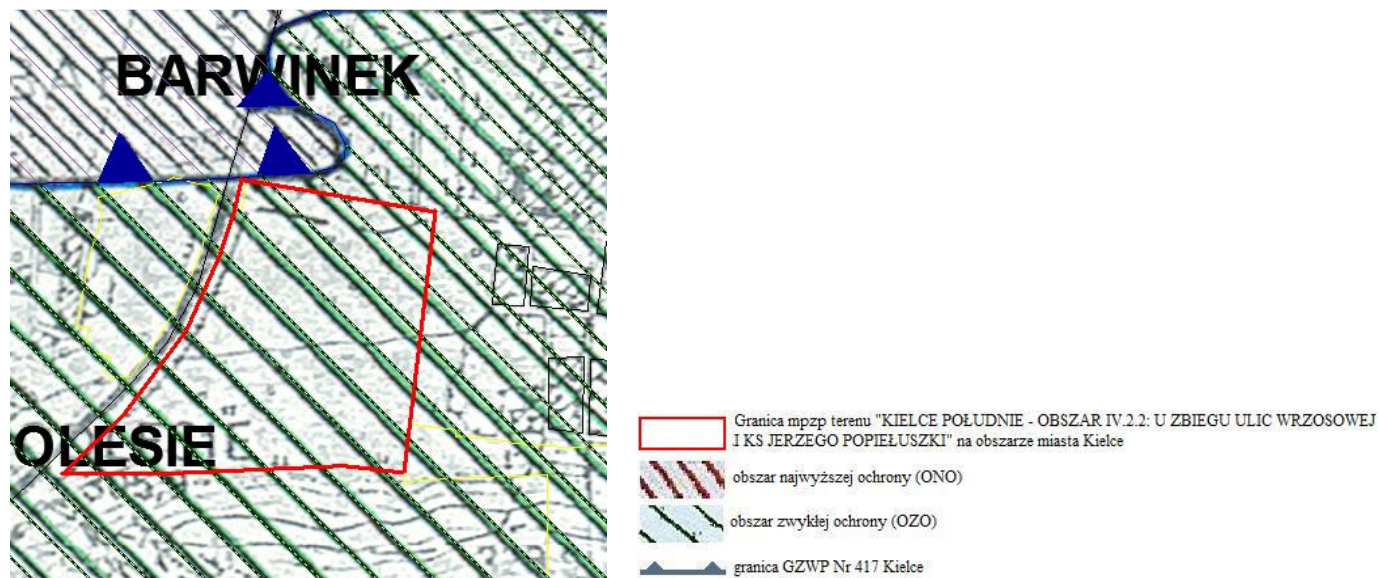 BARWINEK
OLESIE
Granica mpzp terenu "KIELCE POŁUDNIE - OBSZAR IV.2.2: U ZBIEGU ULIC WRZOSOWEJ
I KS JERZEGO POPIEŁUSZKI" na obszarze miasta Kielce
obszar najwyższej ochrony (ONO)
obszar zwykłej ochrony (OZO)
granica GZWP Nr 417 Kielce